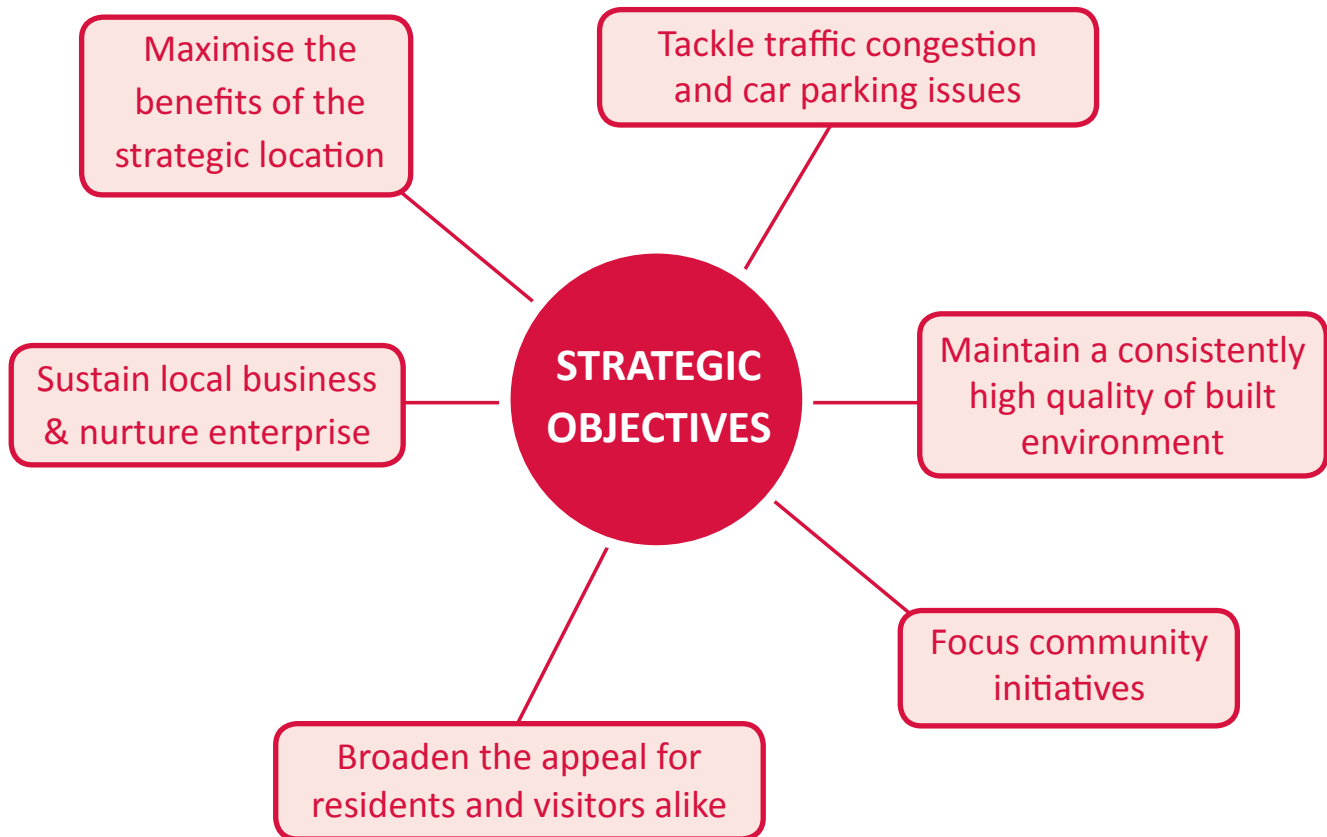 Maximise the
benefits of the
strategic location
Tackle traffic congestion
and car parking issues
Sustain local business
& nurture enterprise
STRATEGIC
OBJECTIVES
Maintain a consistently
high quality of built
environment
Focus community
initiatives
Broaden the appeal for
residents and visitors alike